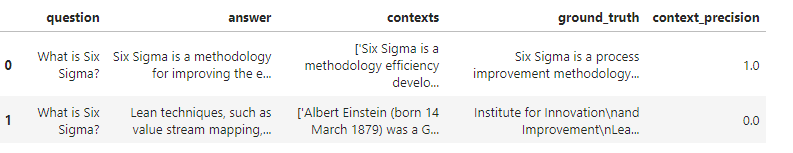 question answer contexts ground_truth context_precision
0 What is Six Sigma? Six Sigma is a methodology for improving the e... ['Six Sigma is a methodology efficiency develo... Six Sigma is a process improvement methodology... 1.0
1 What is Six Sigma? Lean techniques, such as value stream mapping,... ['Albert Einstein (born 14 March 1879) was a G... Institute for Innovation\nand Improvement\nLea... 0.0